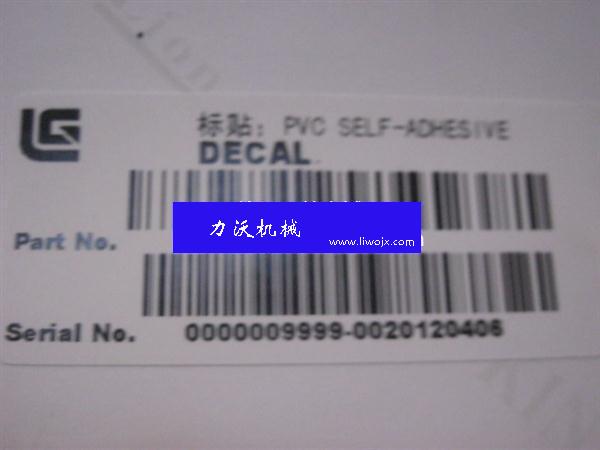 标贴: PVC SELF-ADHESIVE
DECAL
Part No.
力沃机械
www.liwojx.com
Serial No. 0000009999-0020120406